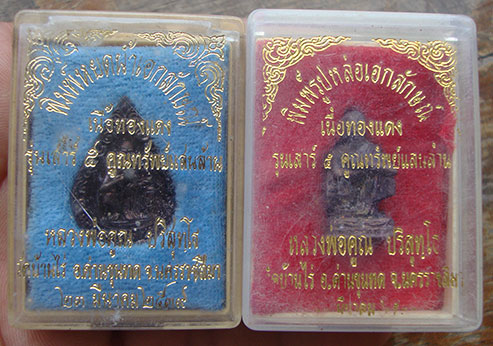 เนื้อทองแดง
รุ่นเสาร์ ๕ คูณทรัพย์แสนล้าน
หลวงพ่อคูณ ปริสุทฺโธ
วัดบ้านไร่ อ.ด่านขุนทด จ.นครราชสีมา
พิมพ์รูปหล่อเอกลักษณ์
เนื้อทองแดง
รุ่นเสาร์ ๕ คูณทรัพย์แสนล้าน
หลวงพ่อคูณ ปริสุทฺโธ
วัดบ้านไร่ อ.ด่านขุนทด จ.นครราชสีมา